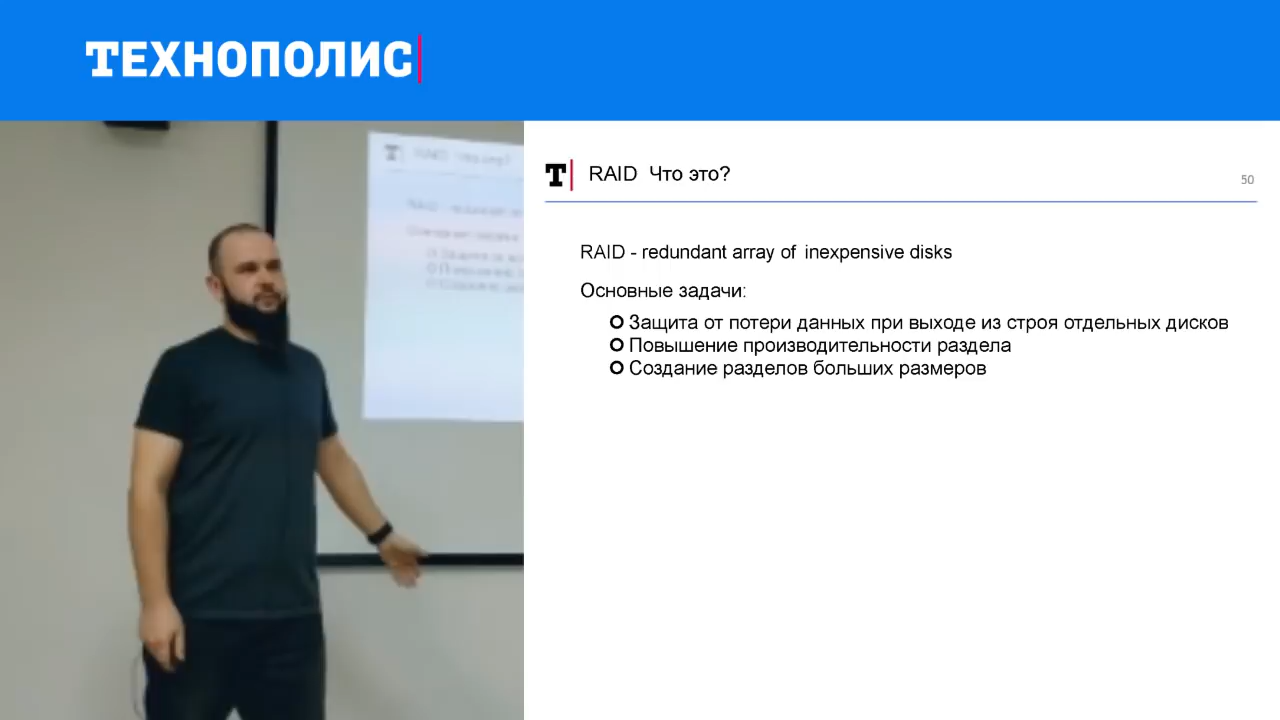 ТЕХНОПОЛИС
T RAID Что это?
50
RAID - redundant array of inexpensive disks
Основные задачи:
Защита от потери данных при выходе из строя отдельных дисков
Повышение производительности раздела
Создание разделов больших размеров